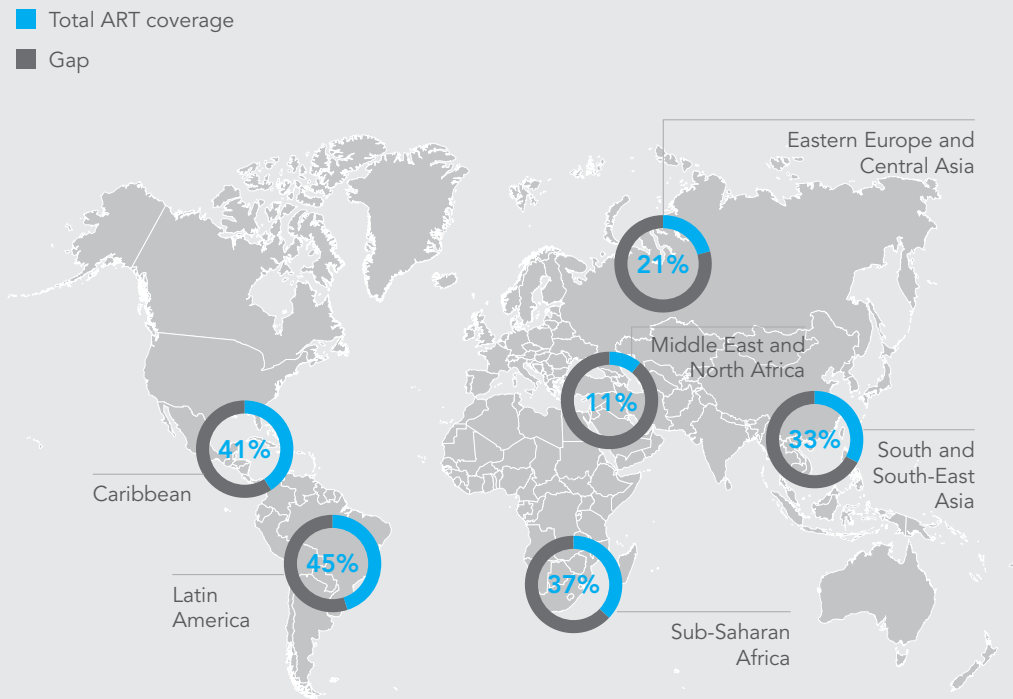 Total ART coverage
Gap
Eastern Europe and
Central Asia
21%
Middle East and
North Africa
11%
41%
33%
South and
South-East
Asia
Caribbean
45%
37%
Latin
America
Sub-Saharan
Africa